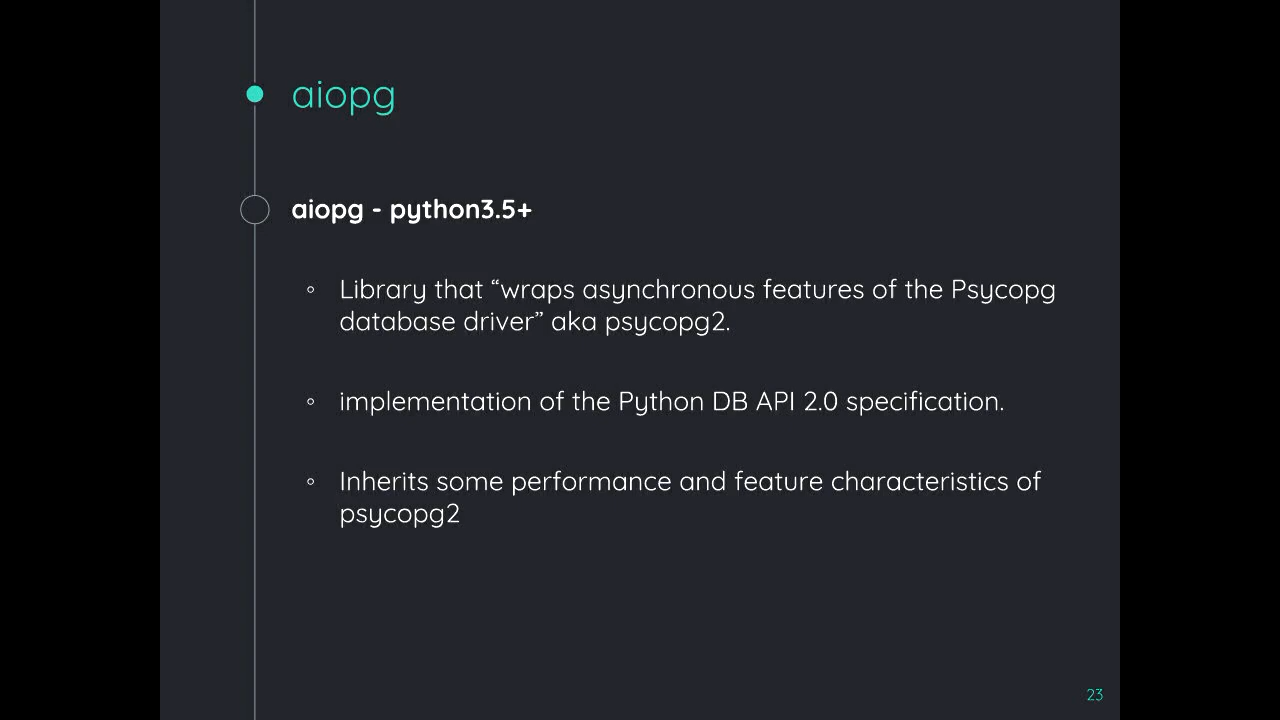 aiopg
aiopg - python3.5+
◦ Library that “wraps asynchronous features of the Psycopg
database driver” aka psycopg2.
◦ implementation of the Python DB API 2.0 specification.
◦ Inherits some performance and feature characteristics of
psycopg2
23